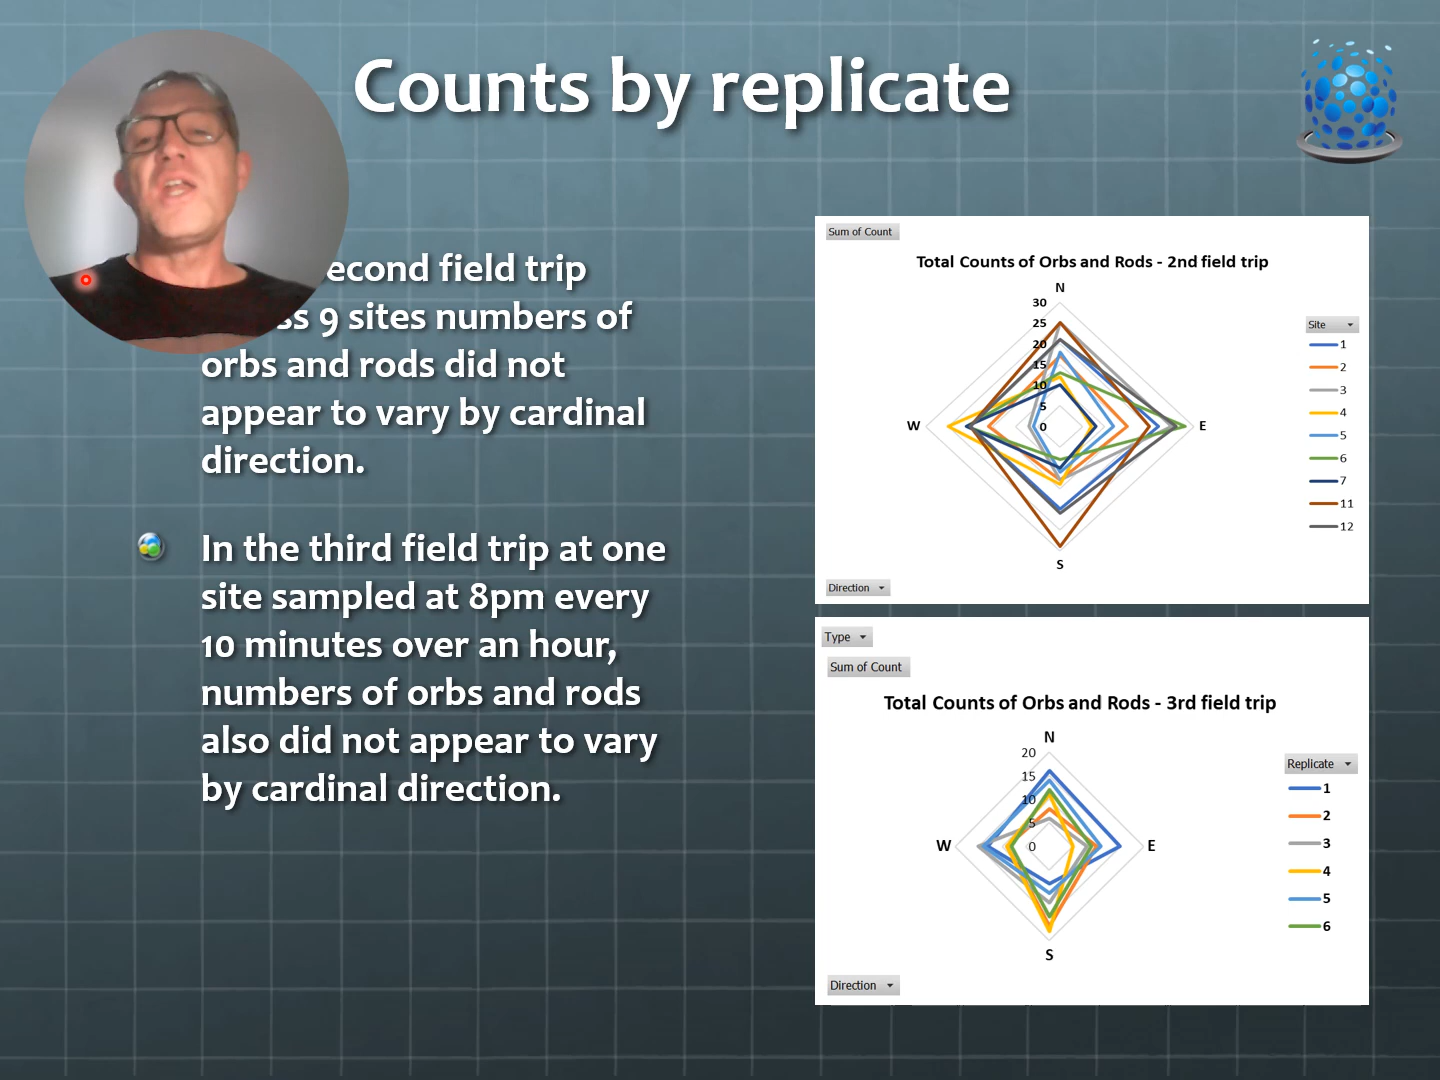 Counts by replicate
econd field trip
ss 9 sites numbers of
orbs and rods did not
appear to vary by cardinal
direction.
In the third field trip at one
site sampled at 8pm every
10 minutes over an hour,
numbers of orbs and rods
also did not appear to vary
by cardinal direction.
Sum of Count
Total Counts of Orbs and Rods - 2nd field trip
N
30
25
20
15
10
5
0
W
E
S
Site
1
2
3
4
5
6
7
11
12
Direction
Type
Sum of Count
Total Counts of Orbs and Rods - 3rd field trip
N
20
15
10
5
0
W
E
S
Replicate
1
2
3
4
5
6
Direction